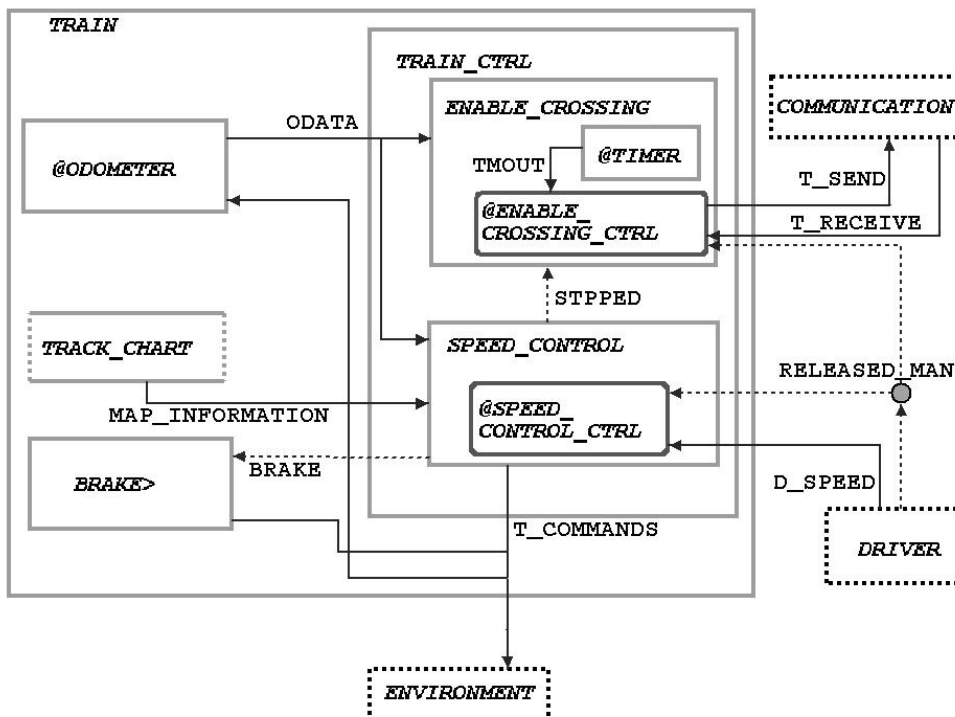 TRAIN
TRAIN_CTRL
ENABLE_CROSSING
COMMUNICATION
ODATA
@ODOMETER
TMOUT
@TIMER
T_SEND
@ENABLE_
CROSSING_CTRL
T_RECEIVE
STPPED
TRACK_CHART
SPEED_CONTROL
RELEASED_MAN
MAP_INFORMATION
@SPEED_
CONTROL_CTRL
BRAKE
BRAKE>
D_SPEED
T_COMMANDS
DRIVER
ENVIRONMENT